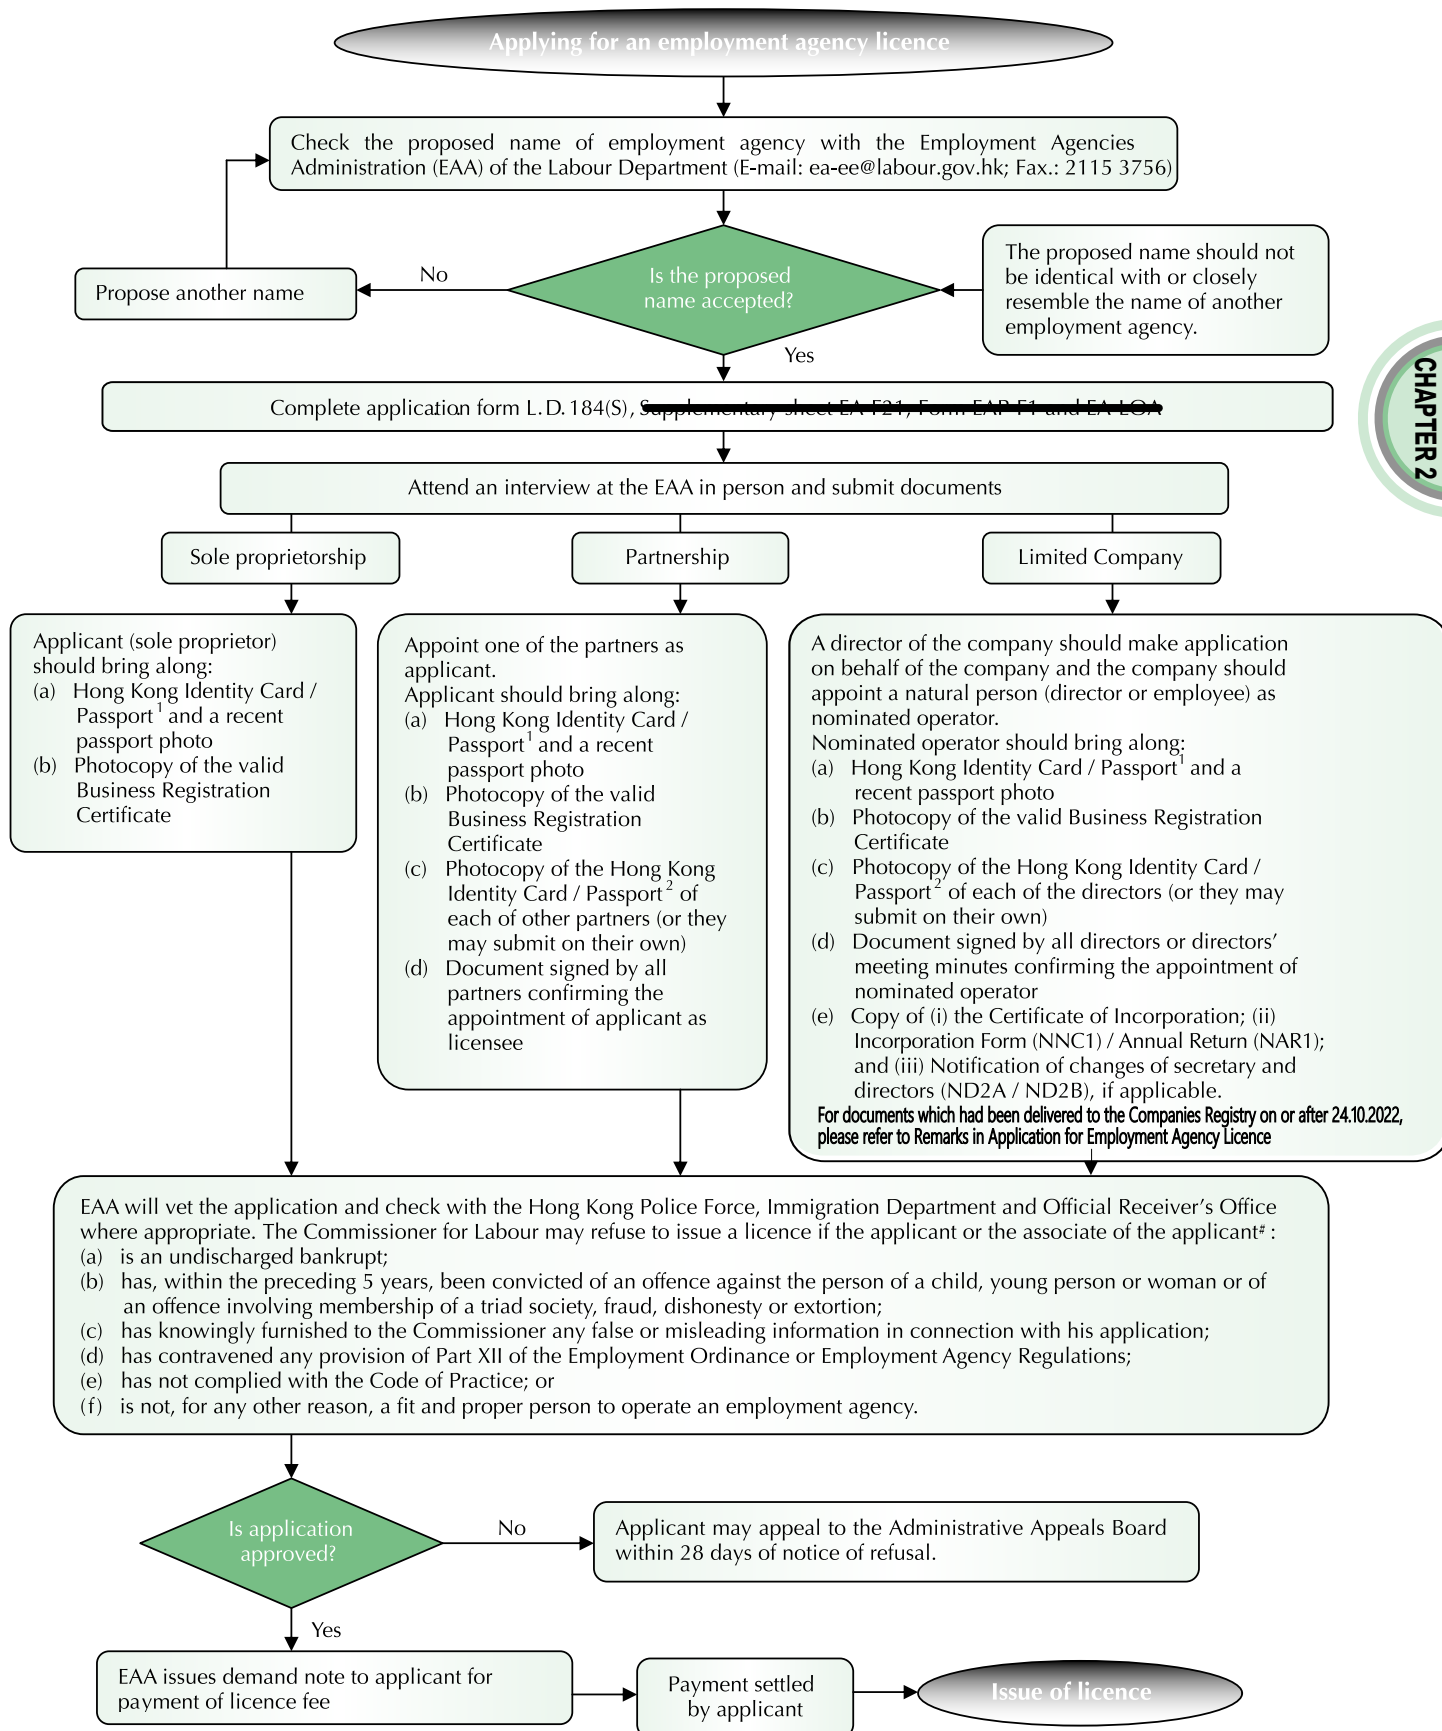 Applying for an employment agency licence
Check the proposed name of employment agency with the Employment Agencies
Administration (EAA) of the Labour Department (E-mail: ea-ee@labour.gov.hk; Fax.: 2115 3756)
Is the proposed
name accepted?
No
Propose another name
The proposed name should not
be identical with or closely
resemble the name of another
employment agency.
Yes
CHAPTER 2
Complete application form L.D. 184(S), Supplementary sheet EA-F21, Form EAP-F1 and EA-LOA
Attend an interview at the EAA in person and submit documents
Sole proprietorship
Applicant (sole proprietor)
should bring along:
(a) Hong Kong Identity Card /
Passport1 and a recent
passport photo
(b) Photocopy of the valid
Business Registration
Certificate
Partnership
Appoint one of the partners as
applicant.
Applicant should bring along:
(a) Hong Kong Identity Card /
Passport1 and a recent
passport photo
(b) Photocopy of the valid
Business Registration
Certificate
(c) Photocopy of the Hong Kong
Identity Card / Passport2 of
each of other partners (or they
may submit on their own)
(d) Document signed by all
partners confirming the
appointment of applicant as
licensee
Limited Company
A director of the company should make application
on behalf of the company and the company should
appoint a natural person (director or employee) as
nominated operator.
Nominated operator should bring along:
(a) Hong Kong Identity Card / Passport1 and a
recent passport photo
(b) Photocopy of the valid Business Registration
Certificate
(c) Photocopy of the Hong Kong Identity Card /
Passport2 of each of the directors (or they may
submit on their own)
(d) Document signed by all directors or directors’
meeting minutes confirming the appointment of
nominated operator
(e) Copy of (i) the Certificate of Incorporation; (ii)
Incorporation Form (NNC1) / Annual Return (NAR1);
and (iii) Notification of changes of secretary and
directors (ND2A / ND2B), if applicable.
For documents which had been delivered to the Companies Registry on or after 24.10.2022,
please refer to Remarks in Application for Employment Agency Licence
EAA will vet the application and check with the Hong Kong Police Force, Immigration Department and Official Receiver’s Office
where appropriate. The Commissioner for Labour may refuse to issue a licence if the applicant or the associate of the applicant# :
(a) is an undischarged bankrupt;
(b) has, within the preceding 5 years, been convicted of an offence against the person of a child, young person or woman or of
an offence involving membership of a triad society, fraud, dishonesty or extortion;
(c) has knowingly furnished to the Commissioner any false or misleading information in connection with his application;
(d) has contravened any provision of Part XII of the Employment Ordinance or Employment Agency Regulations;
(e) has not complied with the Code of Practice; or
(f) is not, for any other reason, a fit and proper person to operate an employment agency.
Is application
approved?
No
Applicant may appeal to the Administrative Appeals Board
within 28 days of notice of refusal.
Yes
EAA issues demand note to applicant for
payment of licence fee
Payment settled
by applicant
Issue of licence